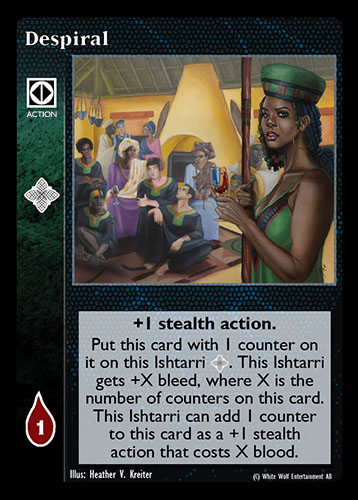 Despiral
ACTION
+1 stealth action.
Put this card with 1 counter on
it on this Ishtarri. This Ishtarri
gets +X bleed, where X is the
number of counters on this card.
This Ishtarri can add 1 counter
to this card as a +1 stealth
action that costs X blood.
1
Illus: Heather V. Kreiter
(C) White Wolf Entertainment AB